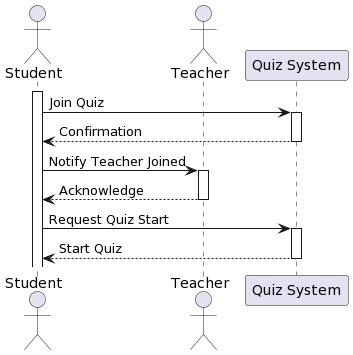 Student
Teacher
Quiz System
Join Quiz
Confirmation
Notify Teacher Joined
Acknowledge
Request Quiz Start
Start Quiz
Student
Teacher
Quiz System